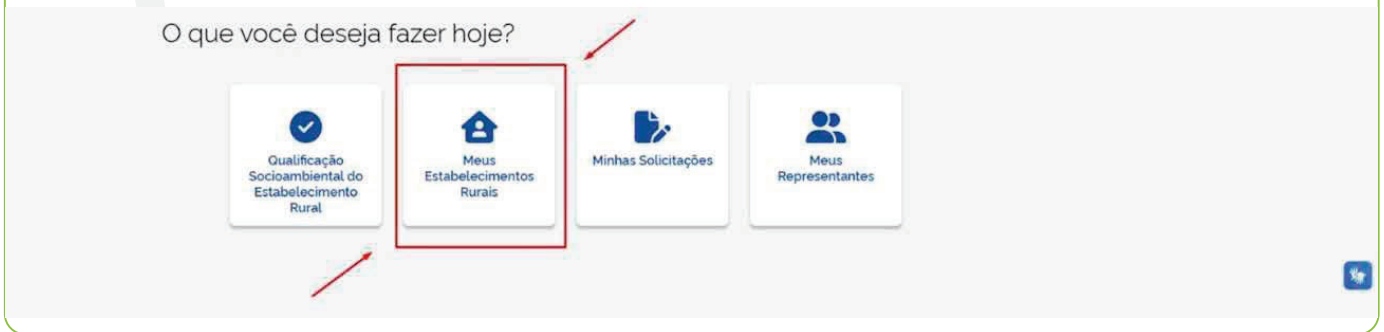 O que você deseja fazer hoje?
Qualificação
Socioambiental do
Estabelecimento
Rural
Meus
Estabelecimentos
Rurais
Minhas Solicitações
Meus
Representantes